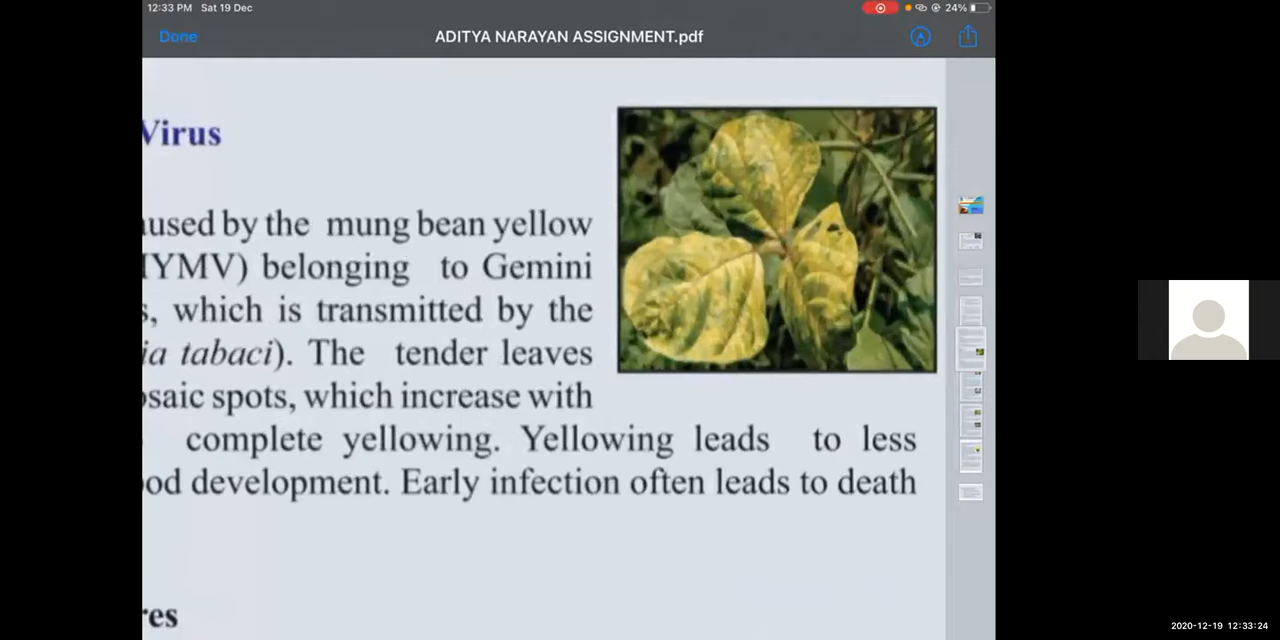 12:33 PM Sat 19 Dec 24%
Done ADITYA NARAYAN ASSIGNMENT.pdf
Virus
used by the mung bean yellow
YMV) belonging to Gemini
s, which is transmitted by the
ia tabaci). The tender leaves
saic spots, which increase with
complete yellowing. Yellowing leads to less
od development. Early infection often leads to death
res
2020-12-19 12:33:24